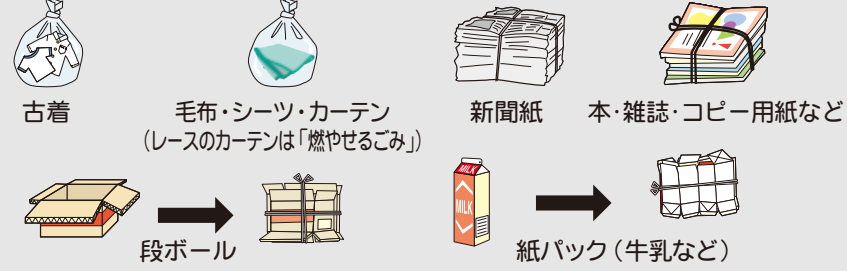 古着
毛布・シーツ・カーテン
（レースのカーテンは「燃やせるごみ」）
新聞紙
本・雑誌・コピー用紙など
段ボール
MILK
MILK
紙パック（牛乳など）